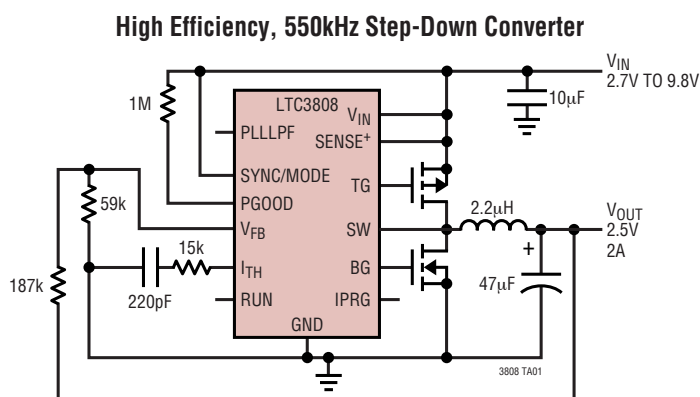 High Efficiency, 550kHz Step-Down Converter
VIN
2.7V TO 9.8V
1M
LTC3808
10μF
VIN
PLLLPF
SENSE+
SYNC/MODE
TG
59k
PGOOD
2.2μH
VOUT
2.5V
2A
VFB
SW
15k
187k
ITH
BG
+
47μF
220pF
RUN
IPRG
GND
3808 TA01